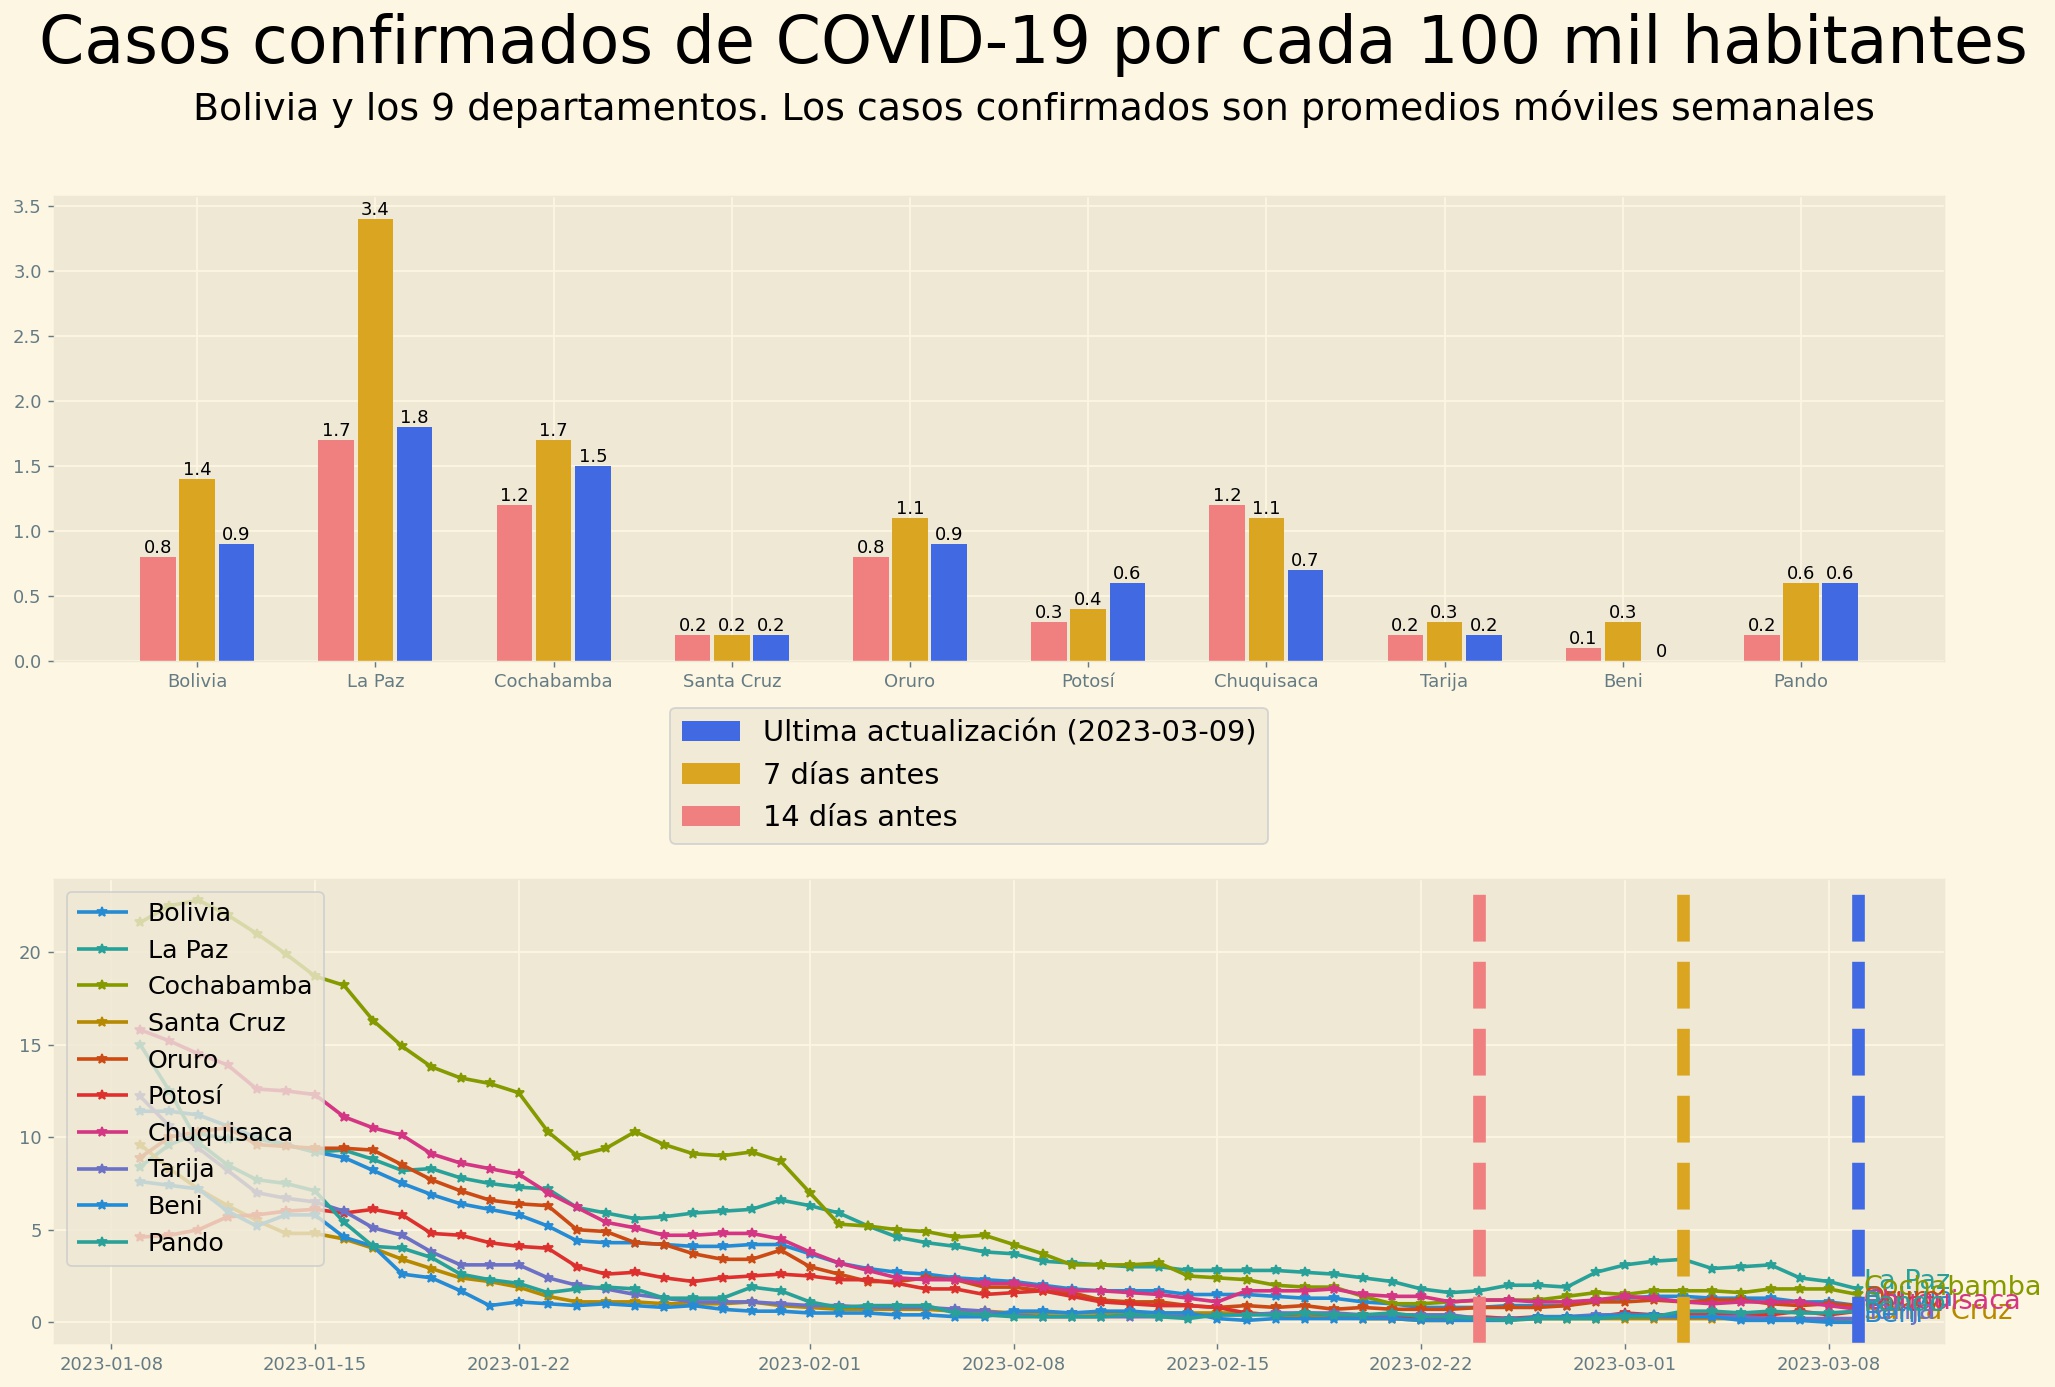 Casos confirmados de COVID-19 por cada 100 mil habitantes
Bolivia y los 9 departamentos. Los casos confirmados son promedios móviles semanales
3.5
3.0
2.5
2.0
1.5
1.0
0.5
0.0
0.8 1.4 0.9
1.7 3.4 1.8
1.2 1.7 1.5
0.2 0.2 0.2
0.8 1.1 0.9
0.3 0.4 0.6
1.2 1.1 0.7
0.2 0.3 0.2
0.1 0.3 0
0.2 0.6 0.6
Bolivia La Paz Cochabamba Santa Cruz Oruro Potosí Chuquisaca Tarija Beni Pando
Ultima actualización (2023-03-09)
7 días antes
14 días antes
20
15
10
5
0
Bolivia
La Paz
Cochabamba
Santa Cruz
Oruro
Potosí
Chuquisaca
Tarija
Beni
Pando
La Paz
Cochabamba
Chuquisaca
Santa Cruz
Beni
2023-01-08 2023-01-15 2023-01-22 2023-02-01 2023-02-08 2023-02-15 2023-02-22 2023-03-01 2023-03-08